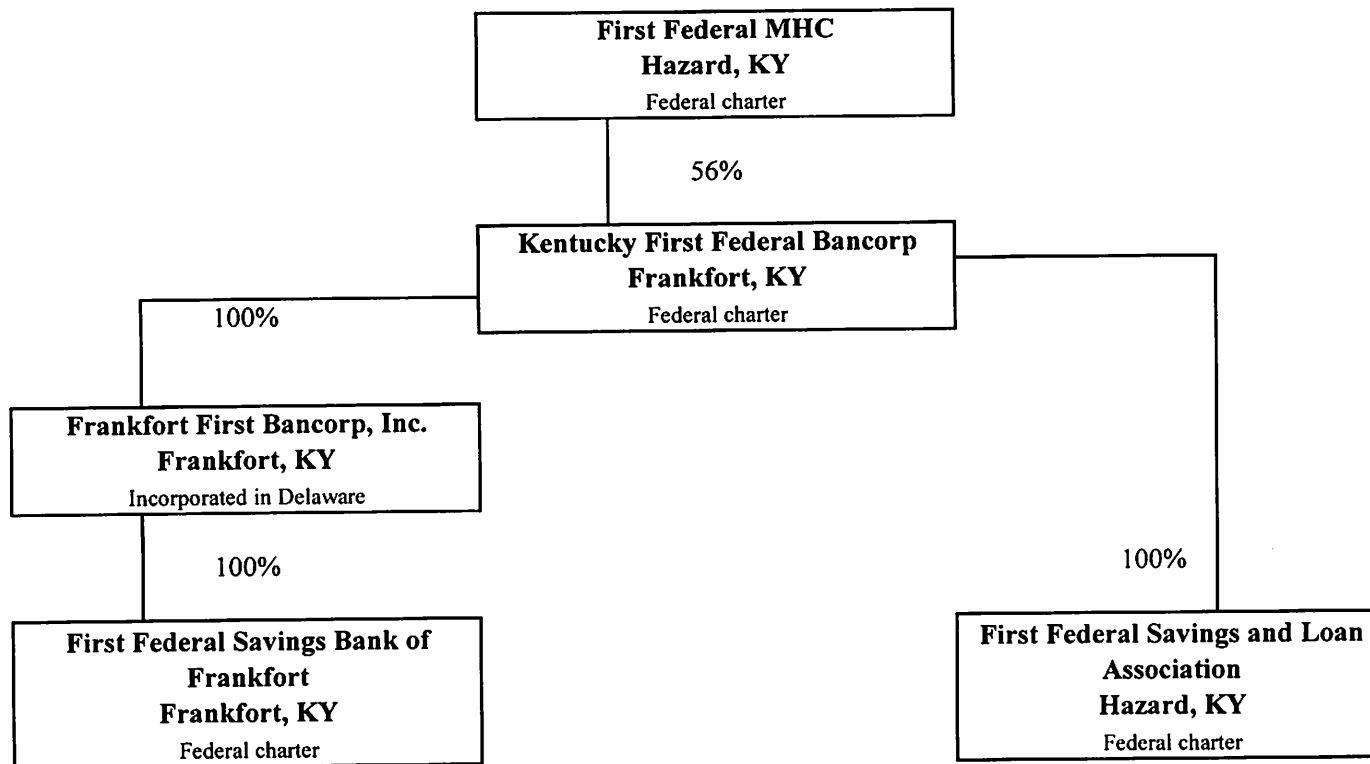 First Federal MHC
Hazard, KY
Federal charter
56%
Kentucky First Federal Bancorp
Frankfort, KY
Federal charter
100%
Frankfort First Bancorp, Inc.
Frankfort, KY
Incorporated in Delaware
100%
First Federal Savings Bank of
Frankfort
Frankfort, KY
Federal charter
100%
First Federal Savings and Loan
Association
Hazard, KY
Federal charter